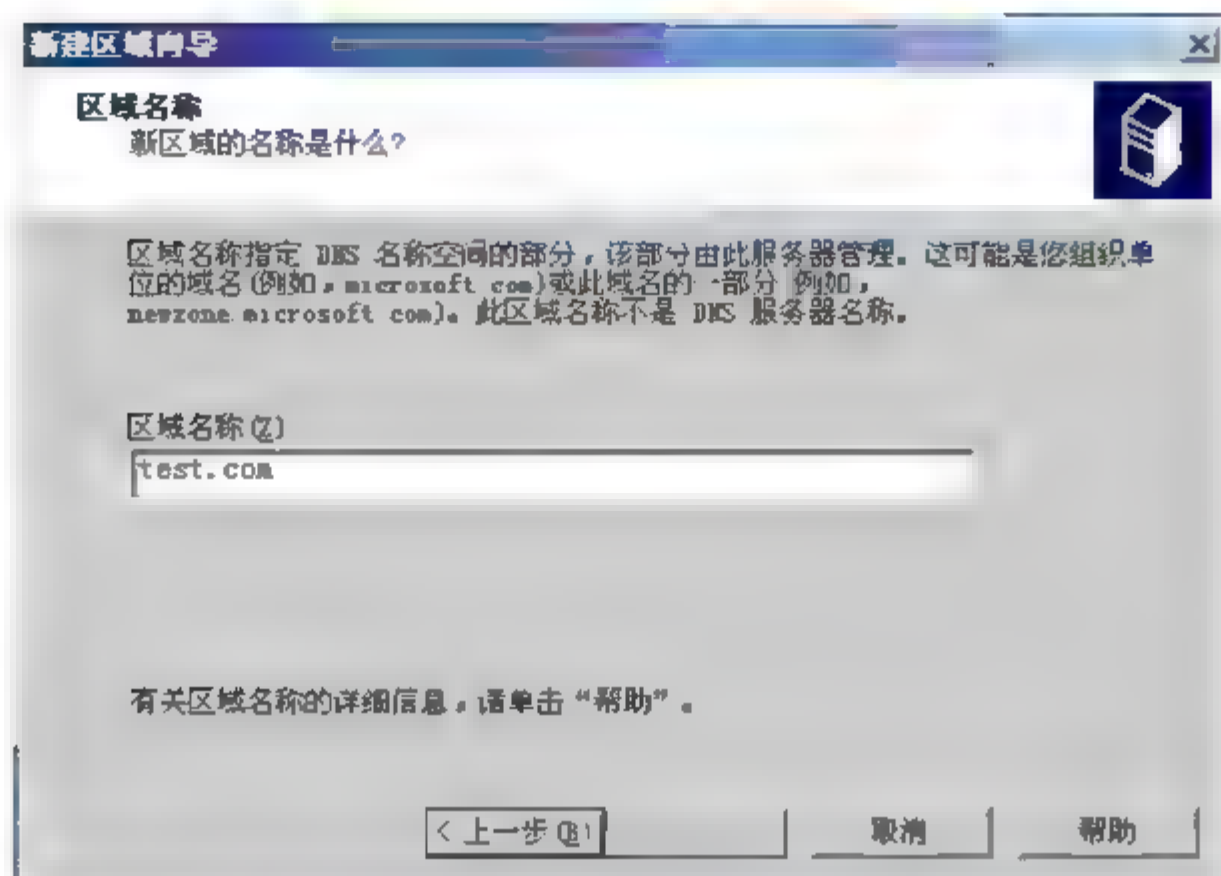 新建区域向导
区域名称
新区域的名称是什么?
区域名称指定 DNS 名称空间的部分，该部分由此服务器管理。这可能是您组织单
位的域名(例如，microsoft com)或此域名的一部分 例如，
newzone microsoft com)。此区域名称不是 DNS 服务器名称。
区域名称(Z)
test.com
有关区域名称的详细信息，请单击“帮助”。
< 上一步(B) 取消 帮助